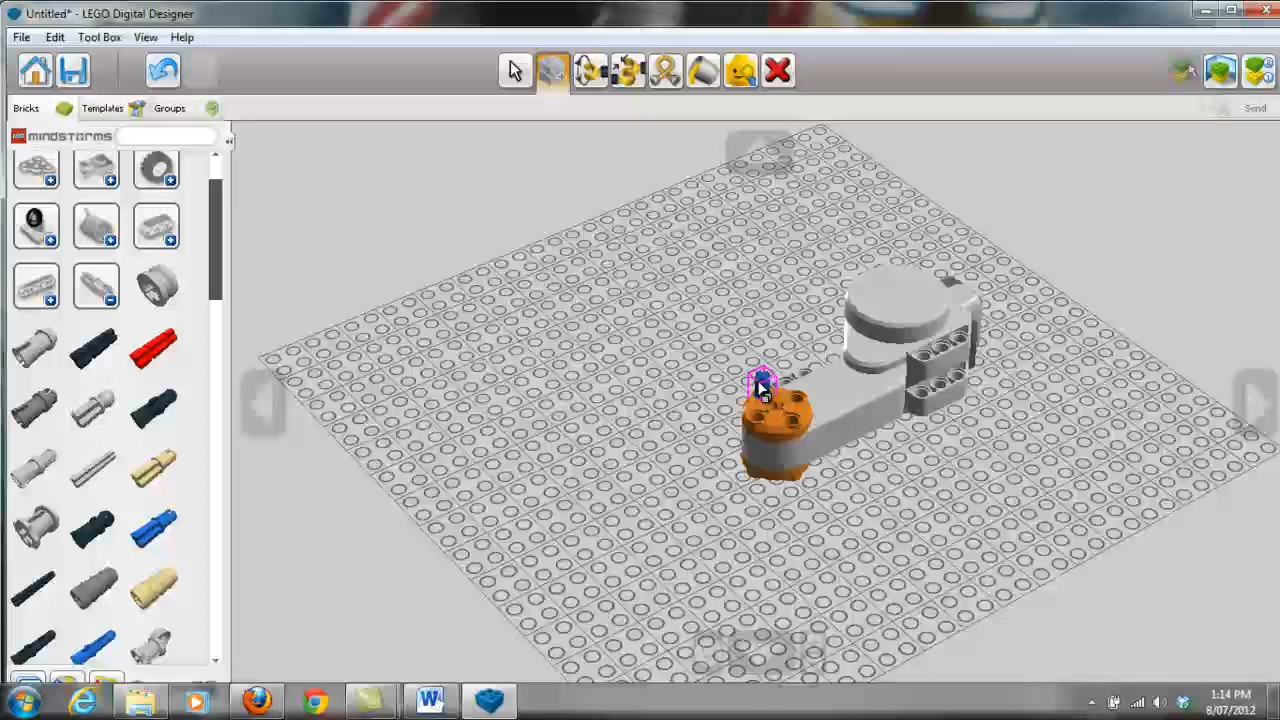 Untitled* - LEGO Digital Designer
File Edit Tool Box View Help
Bricks Templates Groups
Send
LEGO mindstorms
1:14 PM
8/07/2012